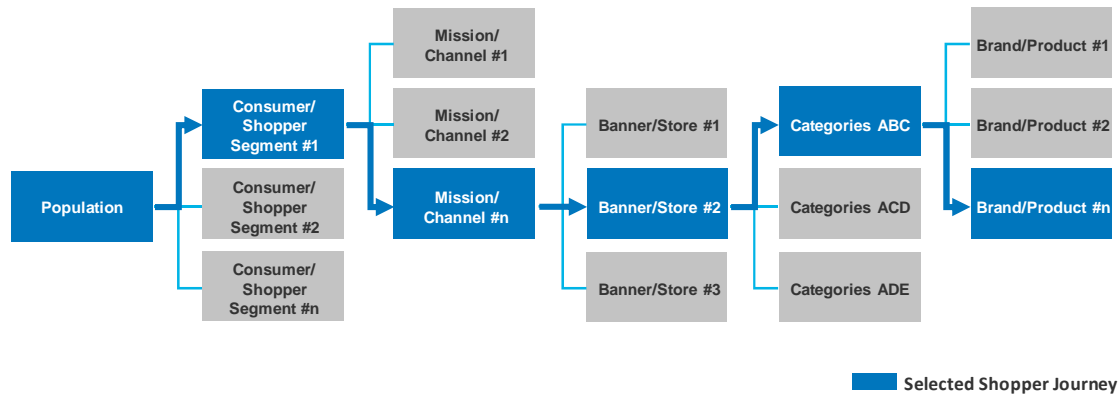 Population
Consumer/
Shopper
Segment #1
Consumer/
Shopper
Segment #2
Consumer/
Shopper
Segment #n
Mission/
Channel #1
Mission/
Channel #2
Mission/
Channel #n
Banner/Store #1
Banner/Store #2
Banner/Store #3
Categories ABC
Categories ACD
Categories ADE
Brand/Product #1
Brand/Product #2
Brand/Product #n
Selected Shopper Journey